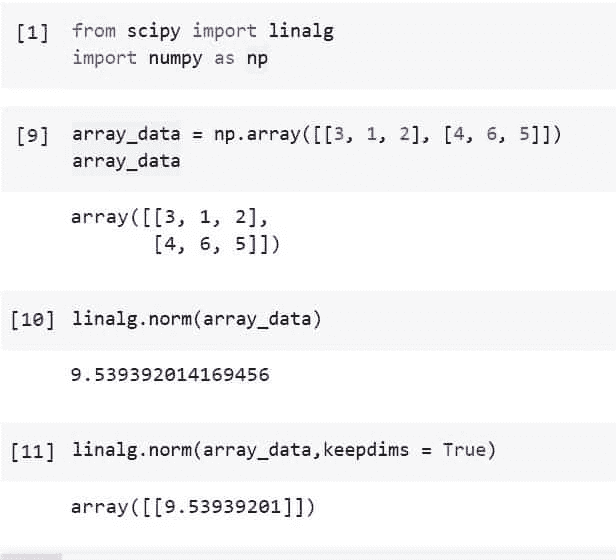 [1] from scipy import linalg
import numpy as np
[9] array_data = np.array([[3, 1, 2], [4, 6, 5]])
array_data
array([[3, 1, 2],
[4, 6, 5]])
[10] linalg.norm(array_data)
9.539392014169456
[11] linalg.norm(array_data,keepdims = True)
array([[9.53939201]])